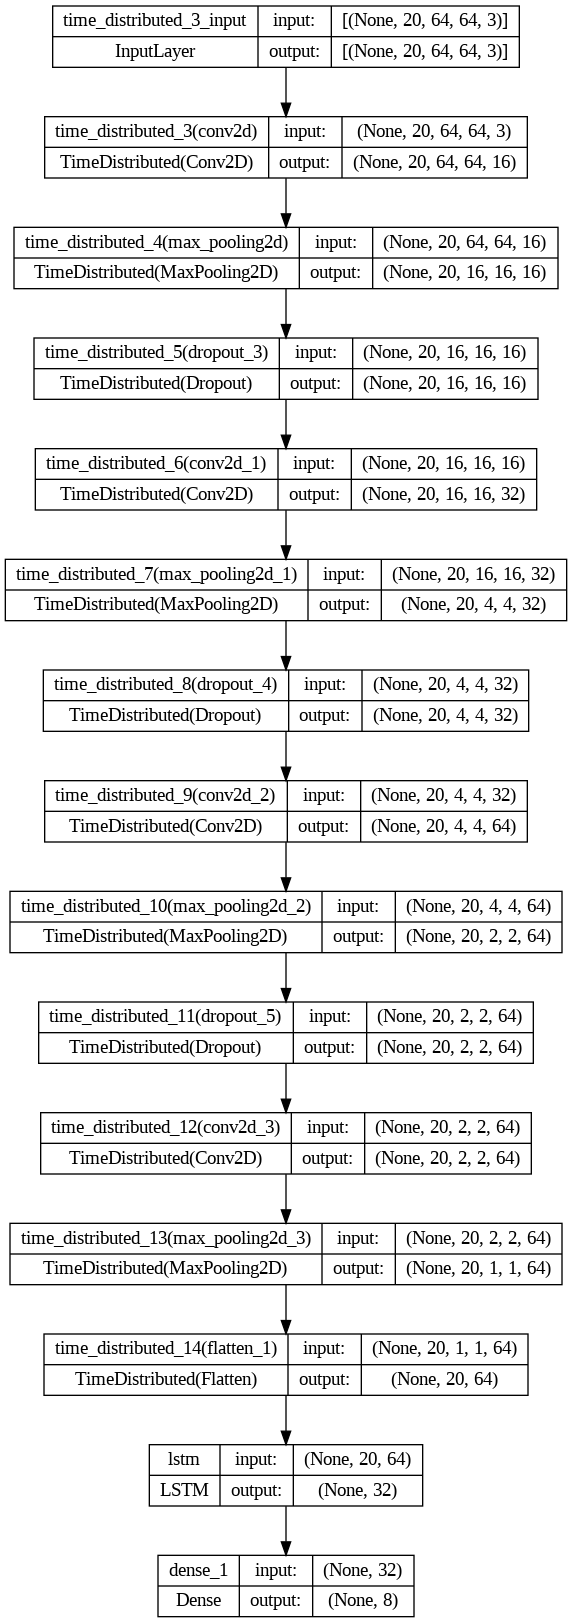 time_distributed_3_input input: [(None, 20, 64, 64, 3)]
InputLayer output: [(None, 20, 64, 64, 3)]
time_distributed_3(conv2d) input: (None, 20, 64, 64, 3)
TimeDistributed(Conv2D) output: (None, 20, 64, 64, 16)
time_distributed_4(max_pooling2d) input: (None, 20, 64, 64, 16)
TimeDistributed(MaxPooling2D) output: (None, 20, 16, 16, 16)
time_distributed_5(dropout_3) input: (None, 20, 16, 16, 16)
TimeDistributed(Dropout) output: (None, 20, 16, 16, 16)
time_distributed_6(conv2d_1) input: (None, 20, 16, 16, 16)
TimeDistributed(Conv2D) output: (None, 20, 16, 16, 32)
time_distributed_7(max_pooling2d_1) input: (None, 20, 16, 16, 32)
TimeDistributed(MaxPooling2D) output: (None, 20, 4, 4, 32)
time_distributed_8(dropout_4) input: (None, 20, 4, 4, 32)
TimeDistributed(Dropout) output: (None, 20, 4, 4, 32)
time_distributed_9(conv2d_2) input: (None, 20, 4, 4, 32)
TimeDistributed(Conv2D) output: (None, 20, 4, 4, 64)
time_distributed_10(max_pooling2d_2) input: (None, 20, 4, 4, 64)
TimeDistributed(MaxPooling2D) output: (None, 20, 2, 2, 64)
time_distributed_11(dropout_5) input: (None, 20, 2, 2, 64)
TimeDistributed(Dropout) output: (None, 20, 2, 2, 64)
time_distributed_12(conv2d_3) input: (None, 20, 2, 2, 64)
TimeDistributed(Conv2D) output: (None, 20, 2, 2, 64)
time_distributed_13(max_pooling2d_3) input: (None, 20, 2, 2, 64)
TimeDistributed(MaxPooling2D) output: (None, 20, 1, 1, 64)
time_distributed_14(flatten_1) input: (None, 20, 1, 1, 64)
TimeDistributed(Flatten) output: (None, 20, 64)
lstm input: (None, 20, 64)
LSTM output: (None, 32)
dense_1 input: (None, 32)
Dense output: (None, 8)